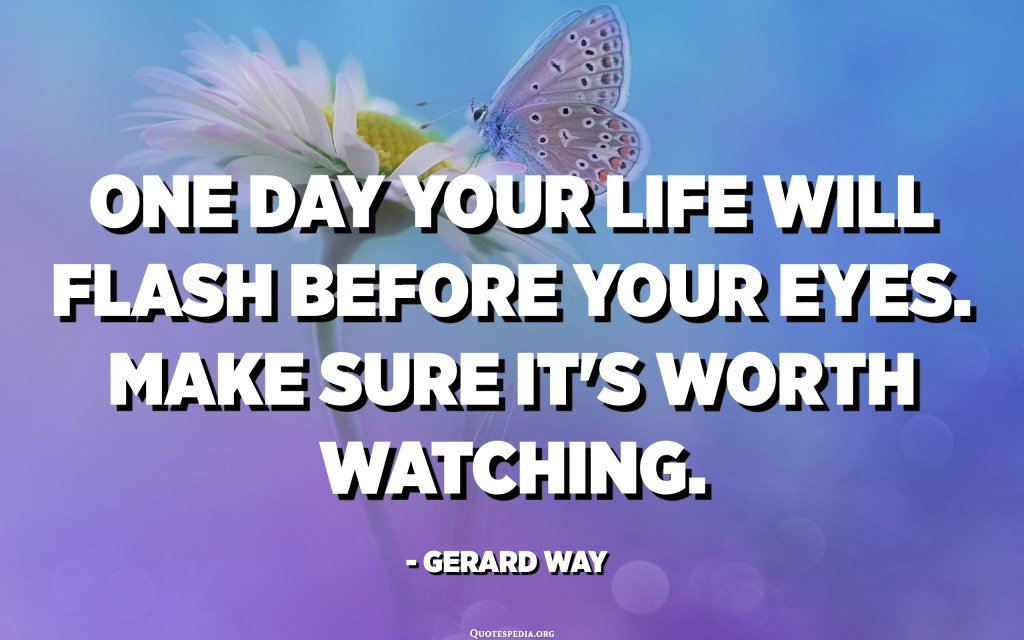 ONE DAY YOUR LIFE WILL
FLASH BEFORE YOUR EYES.
MAKE SURE IT'S WORTH
WATCHING.
- GERARD WAY
QUOTESPEDIA.ORG